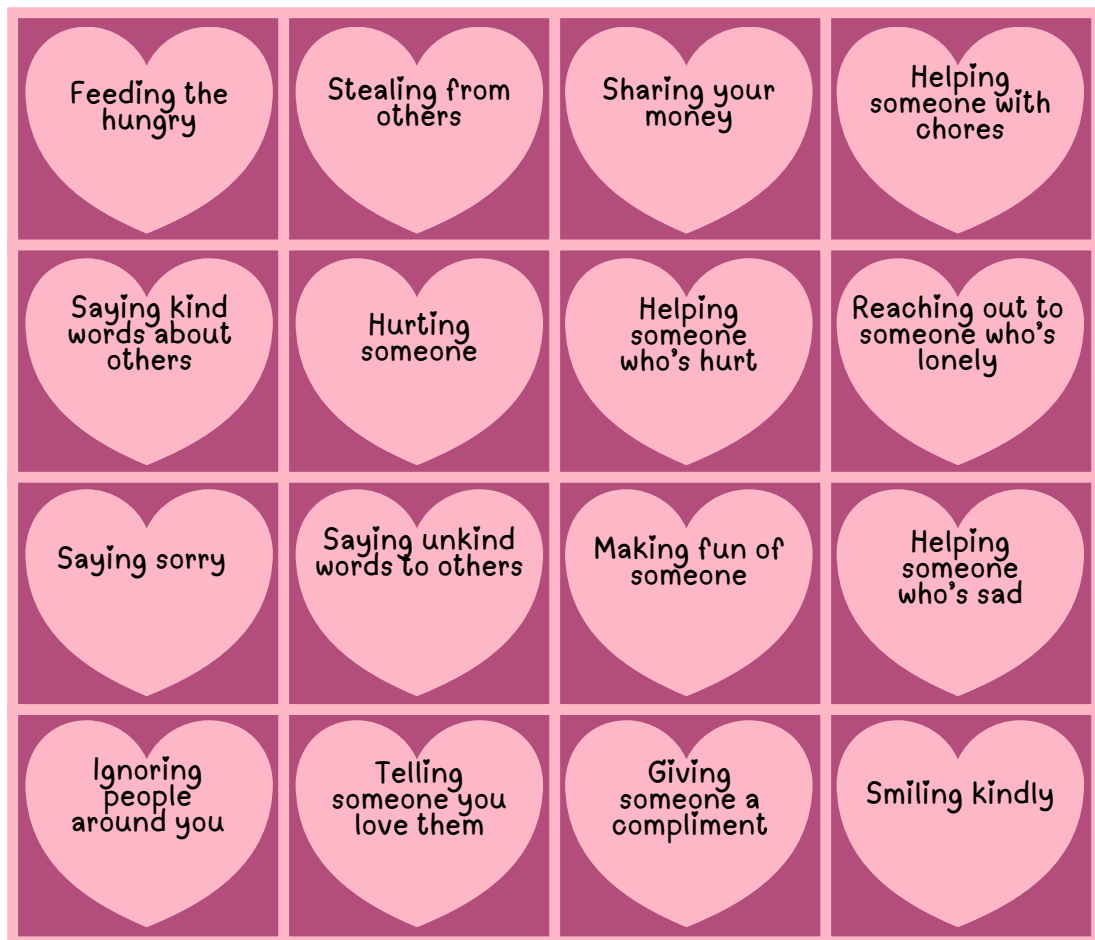 Feeding the
hungry
Stealing from
others
Sharing your
money
Helping
someone with
chores
Saying kind
words about
others
Hurting
someone
Helping
someone
who's hurt
Reaching out to
someone who's
lonely
Saying sorry
Saying unkind
words to others
Making fun of
someone
Helping
someone
who's sad
Ignoring
people
around you
Telling
someone you
love them
Giving
someone a
compliment
Smiling kindly